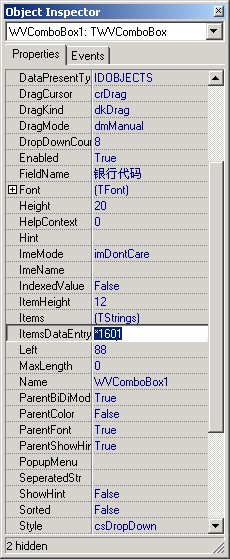 Object Inspector
WVComboBox1: TWVComboBox
Properties Events
DataPresentTy IDOBJECTS
DragCursor crDrag
DragKind dkDrag
DragMode dmManual
DropDownCour 8
Enabled True
FieldName 银行代码
Font (TFont)
Height 20
HelpContext 0
Hint
ImeMode imDontCare
ImeName
IndexedValue False
ItemHeight 12
Items (TStrings)
ItemsDataEntry *1601
Left 88
MaxLength 0
Name WVComboBox1
ParentBiDiMod True
ParentColor False
ParentFont True
ParentShowHir True
PopupMenu
SeperatedStr
ShowHint False
Sorted False
Style csDropDown
2 hidden